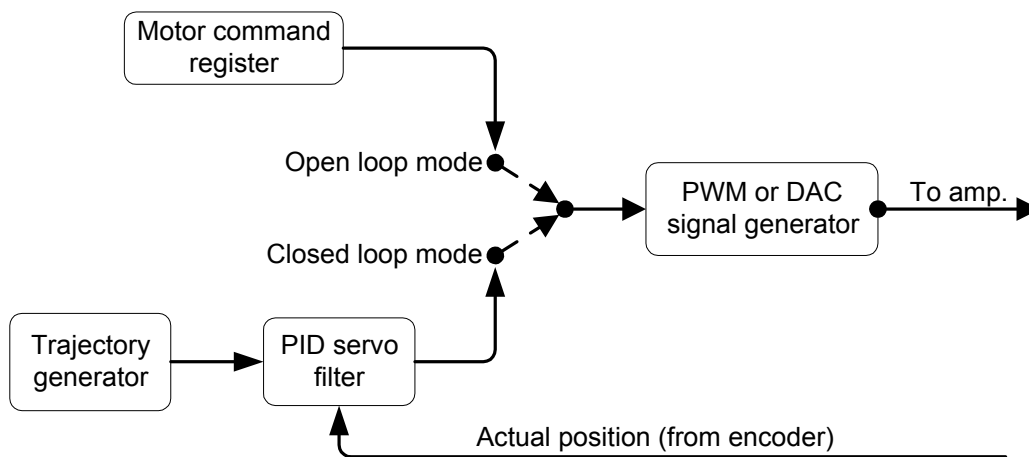 Motor command
register
Open loop mode
PWM or DAC
signal generator
To amp.
Closed loop mode
Trajectory
generator
PID servo
filter
Actual position (from encoder)